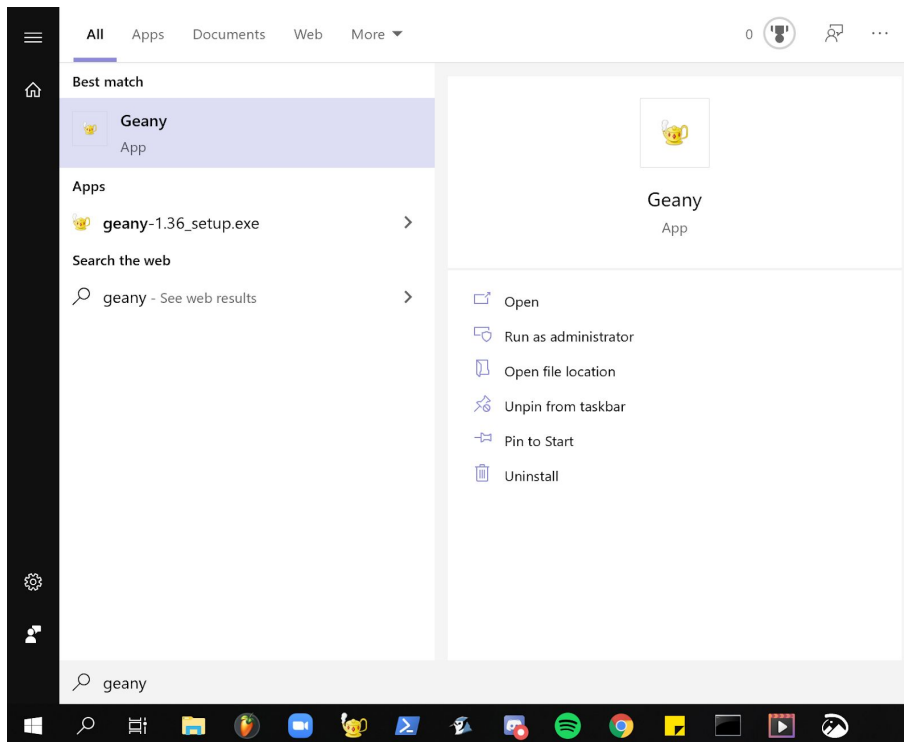 All Apps Documents Web More 0 ...
Best match
Geany
App
Apps
geany-1.36_setup.exe
Search the web
geany - See web results
Geany
App
Open
Run as administrator
Open file location
Unpin from taskbar
Pin to Start
Uninstall
geany